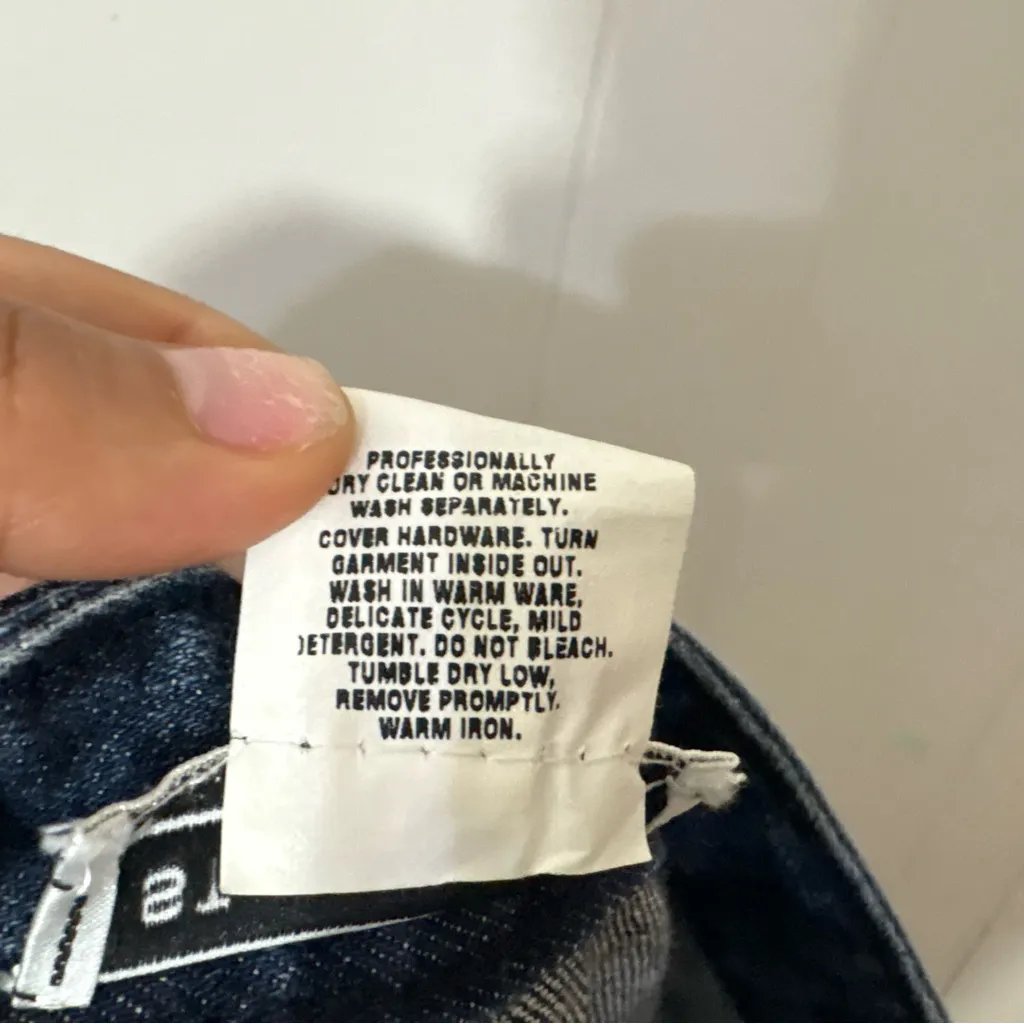 PROFESSIONALLY
DRY CLEAN OR MACHINE
WASH SEPARATELY.
COVER HARDWARE. TURN
GARMENT INSIDE OUT.
WASH IN WARM WARE,
DELICATE CYCLE, MILD
DETERGENT. DO NOT BLEACH.
TUMBLE DRY LOW,
REMOVE PROMPTLY.
WARM IRON.